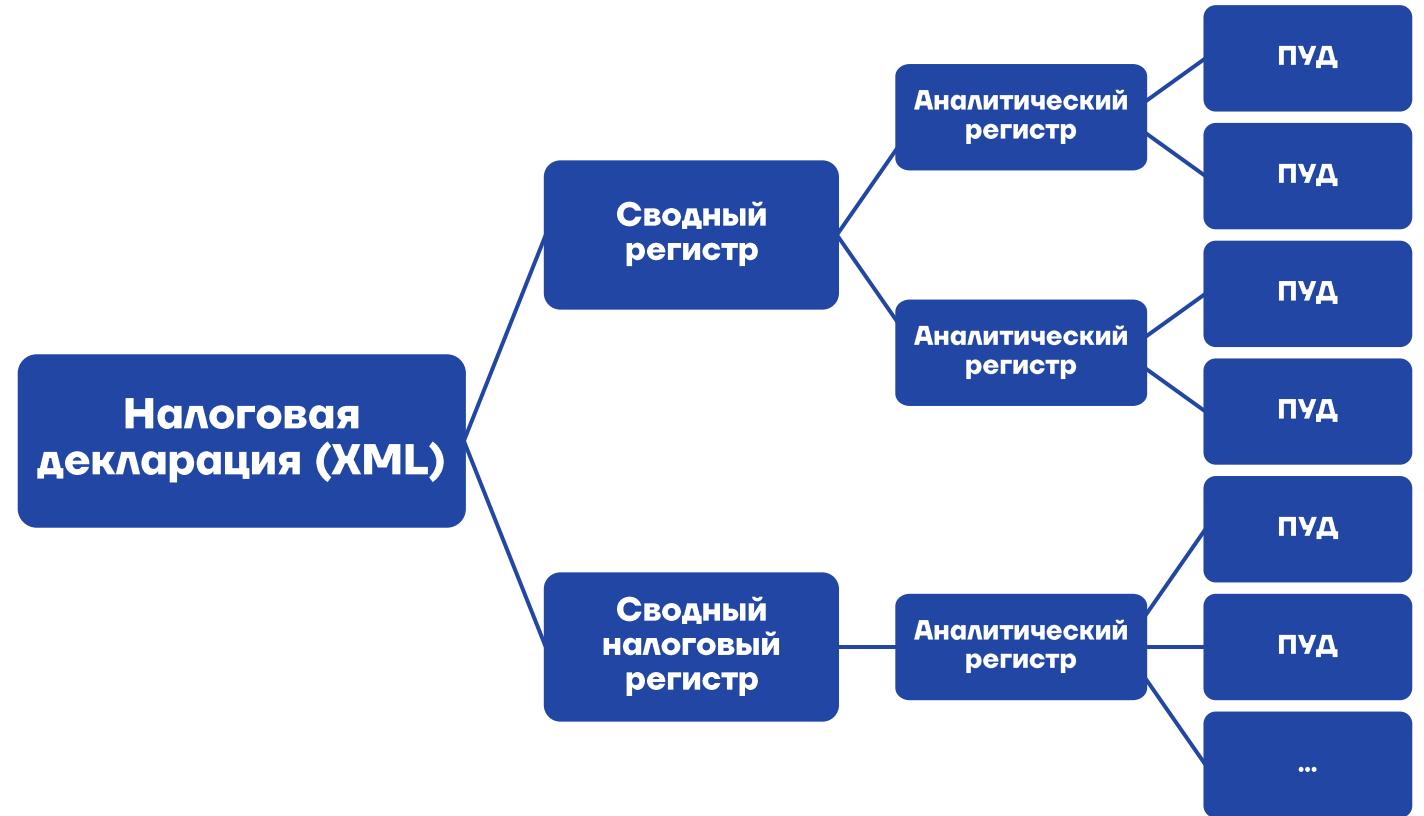 Налоговая
декларация (XML)
Сводный
регистр
Аналитический
регистр
ПУД
ПУД
Аналитический
регистр
ПУД
ПУД
Сводный
налоговый
регистр
Аналитический
регистр
ПУД
ПУД
...